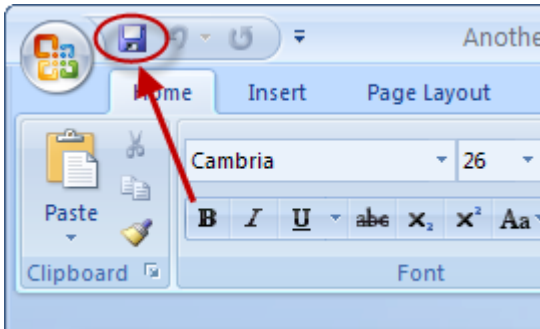 Anothe
Home Insert Page Layout
Cambria 26
Paste B I U abc X₂ X² Aa
Clipboard Font